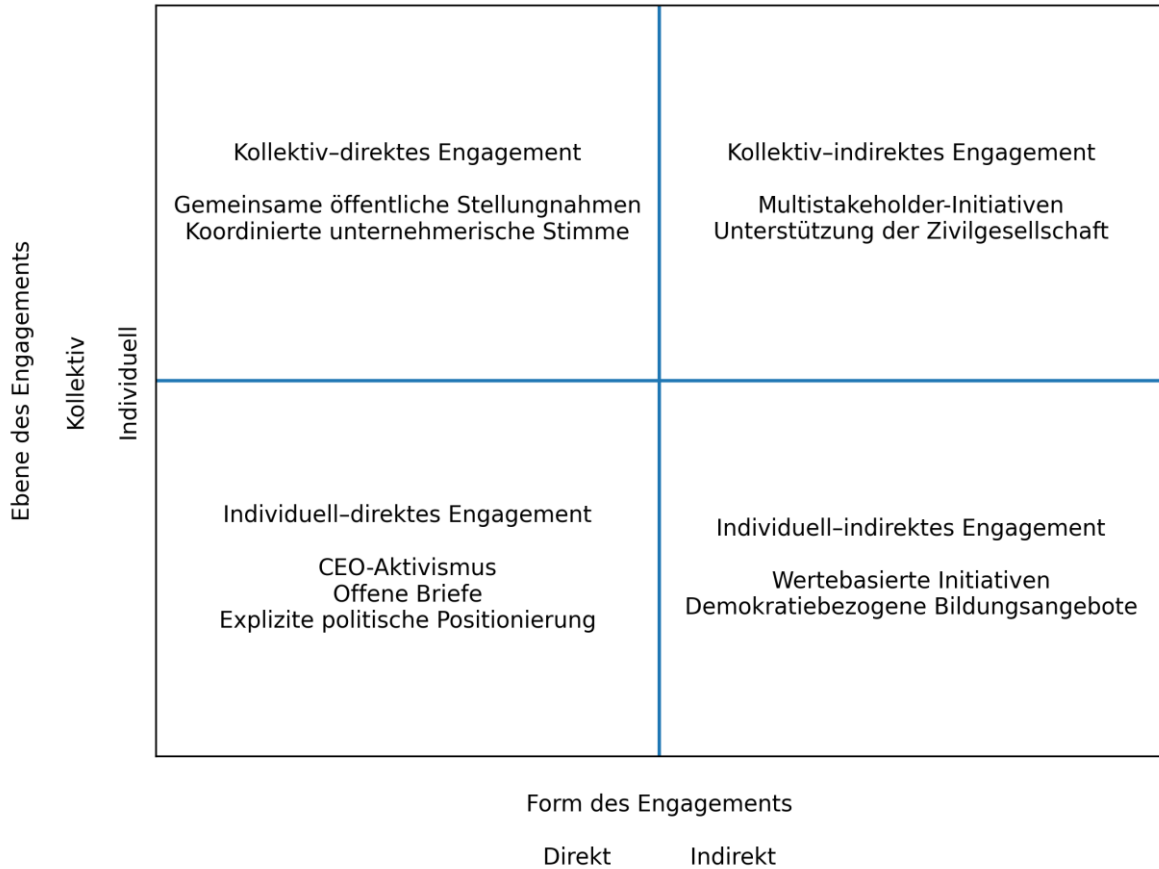 Kollektiv–direktes Engagement
Gemeinsame öffentliche Stellungnahmen
Koordinierte unternehmerische Stimme
Kollektiv–indirektes Engagement
Multistakeholder-Initiativen
Unterstützung der Zivilgesellschaft
Ebene des Engagements
Kollektiv
Individuell
Individuell–direktes Engagement
CEO-Aktivismus
Offene Briefe
Explizite politische Positionierung
Individuell–indirektes Engagement
Wertebasierte Initiativen
Demokratiebezogene Bildungsangebote
Form des Engagements
Direkt
Indirekt